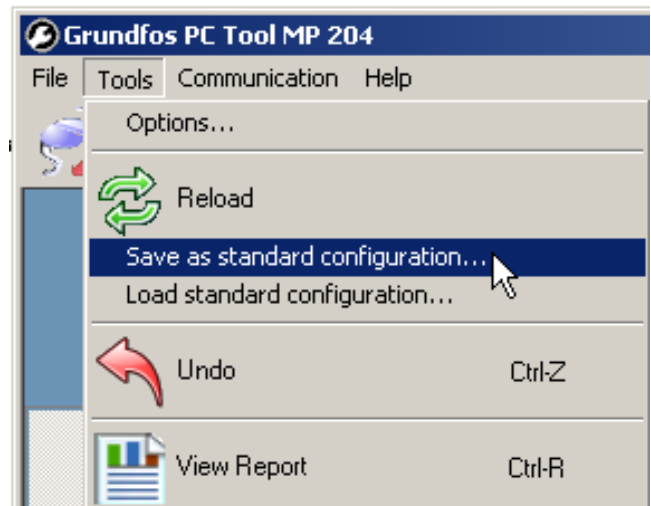 Grundfos PC Tool MP 204
File Tools Communication Help
Options...
Reload
Save as standard configuration...
Load standard configuration...
Undo Ctrl-Z
View Report Ctrl-R